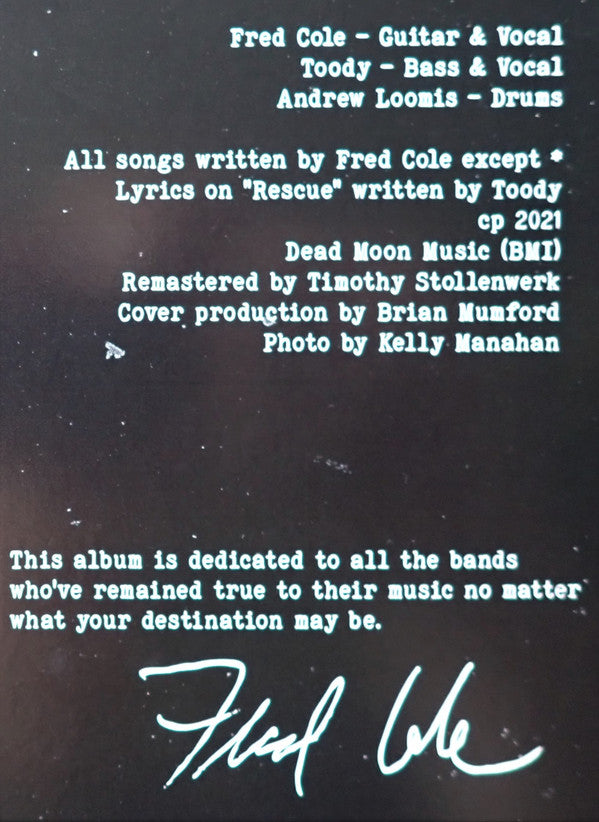 Fred Cole - Guitar & Vocal
Toody - Bass & Vocal
Andrew Loomis - Drums
All songs written by Fred Cole except *
Lyrics on "Rescue" written by Toody
cp 2021
Dead Moon Music (BMI)
Remastered by Timothy Stollenwerk
Cover production by Brian Mumford
Photo by Kelly Manahan
This album is dedicated to all the bands
who've remained true to their music no matter
what your destination may be.
Fred Cole